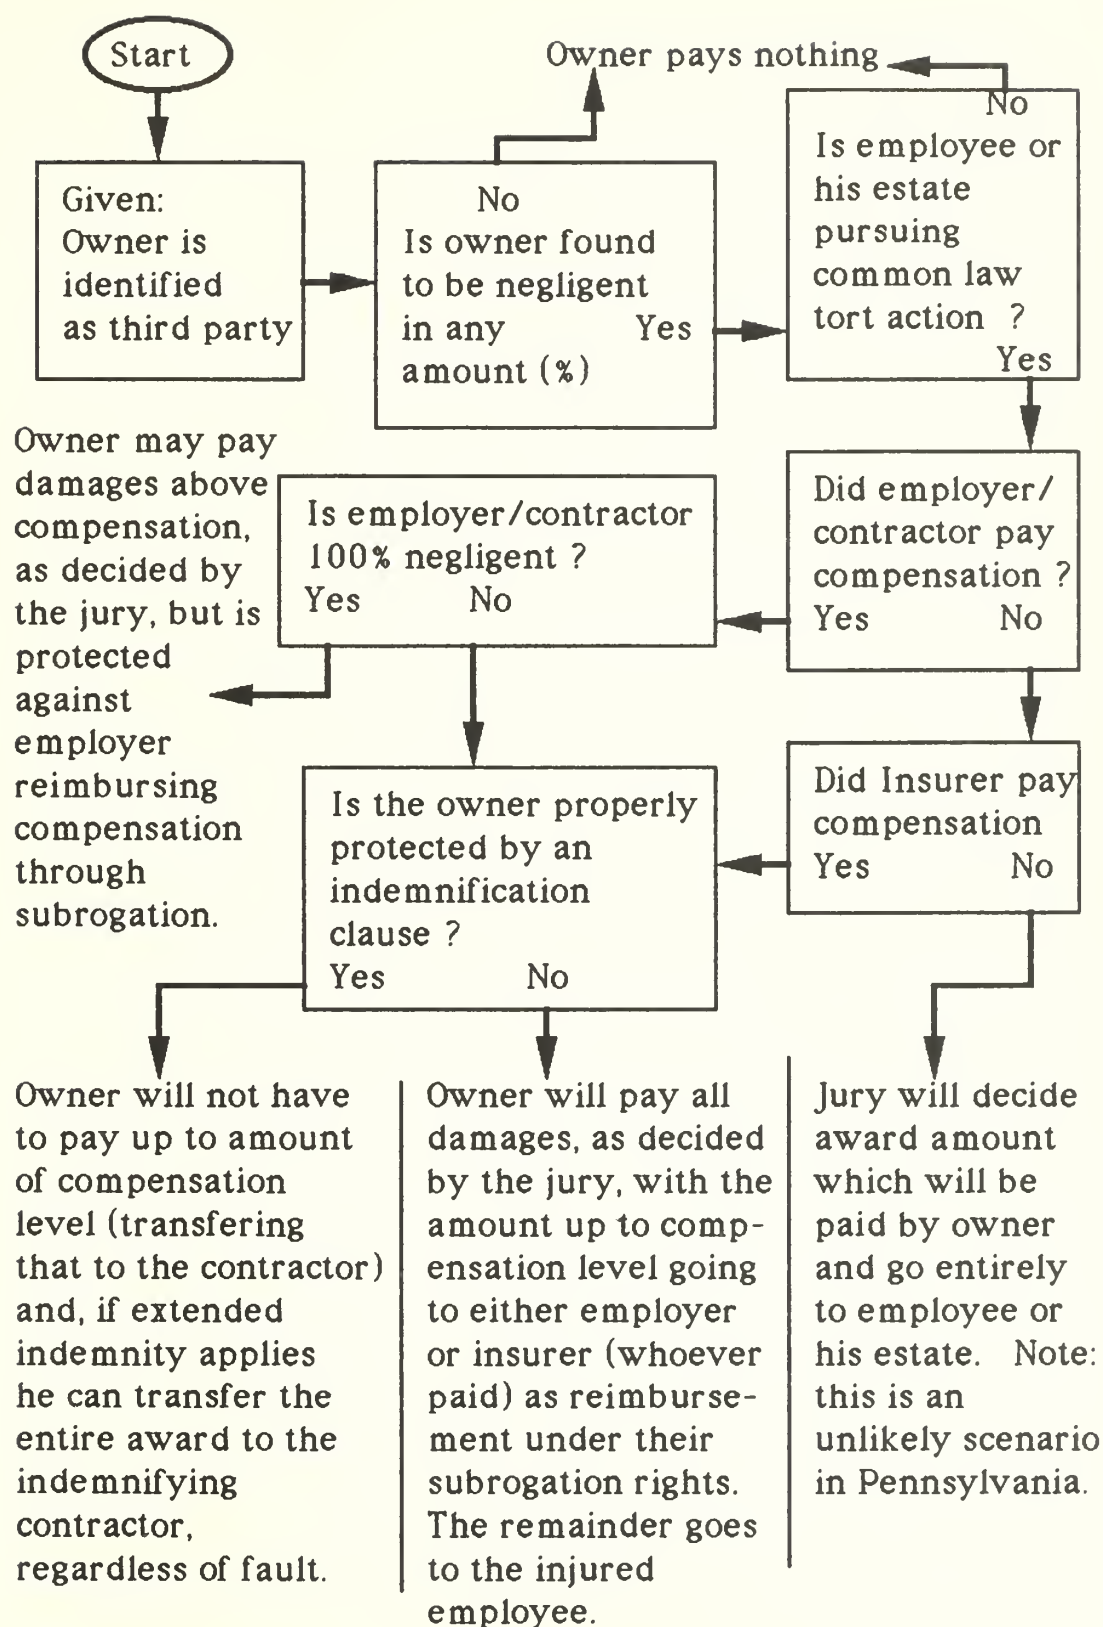 Start
Owner pays nothing
Given:
Owner is
identified
as third party
No
Is owner found
to be negligent
in any Yes
amount (%)
No
Is employee or
his estate
pursuing
common law
tort action ?
Yes
Did employer/
contractor pay
compensation ?
Yes No
Is employer/contractor
100% negligent ?
Yes No
Owner may pay
damages above
compensation,
as decided by
the jury, but is
protected
against
employer
reimbursing
compensation
through
subrogation.
Did Insurer pay
compensation
Yes No
Is the owner properly
protected by an
indemnification
clause ?
Yes No
Owner will not have
to pay up to amount
of compensation
level (transfering
that to the contractor)
and, if extended
indemnity applies
he can transfer the
entire award to the
indemnifying
contractor,
regardless of fault.
Owner will pay all
damages, as decided
by the jury, with the
amount up to comp-
ensation level going
to either employer
or insurer (whoever
paid) as reimburse-
ment under their
subrogation rights.
The remainder goes
to the injured
employee.
Jury will decide
award amount
which will be
paid by owner
and go entirely
to employee or
his estate. Note:
this is an
unlikely scenario
in Pennsylvania.